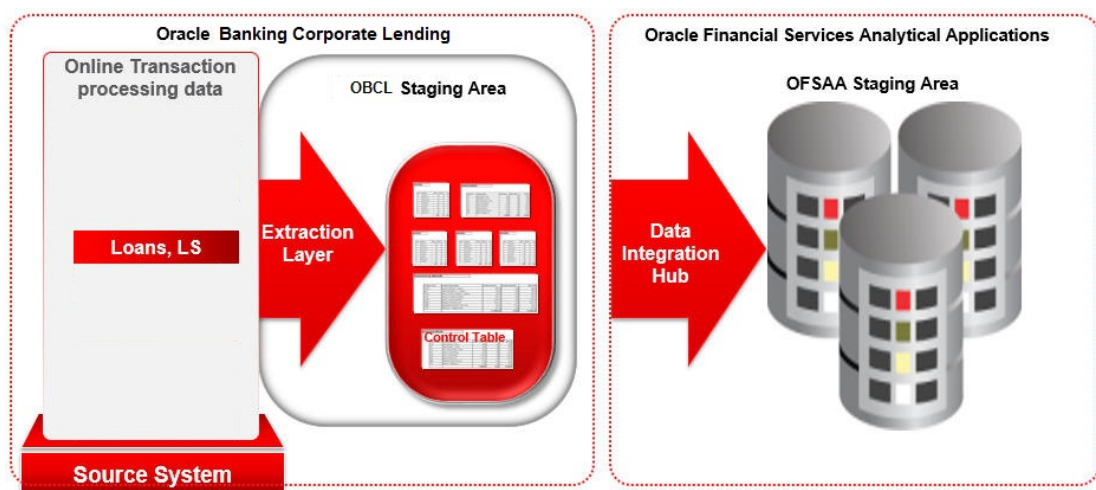 Oracle Banking Corporate Lending
Online Transaction
processing data
OBCL Staging Area
Loans, LS
Extraction
Layer
Control Table
Source System
Oracle Financial Services Analytical Applications
OFSAA Staging Area
Data
Integration
Hub